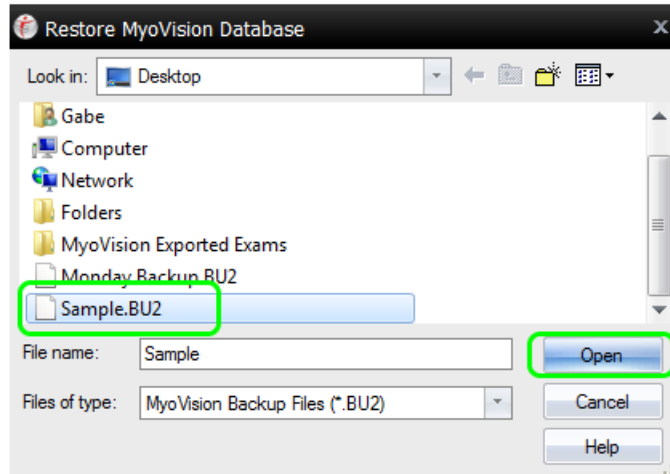 Restore MyoVision Database
x
Look in: Desktop
Gabe
Computer
Network
Folders
MyoVision Exported Exams
Monday Backup.BU2
Sample.BU2
File name: Sample Open
Files of type: MyoVision Backup Files (*.BU2) Cancel
Help